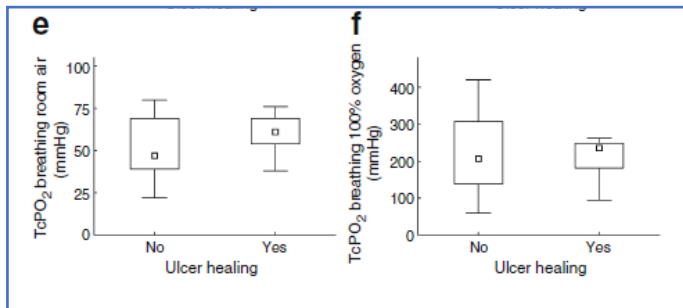 e
f
TcPO2 breathing room air
(mmHg)
100
75
50
25
0
No
Yes
Ulcer healing
TcPO2 breathing 100% oxygen
(mmHg)
400
300
200
100
0
No
Yes
Ulcer healing